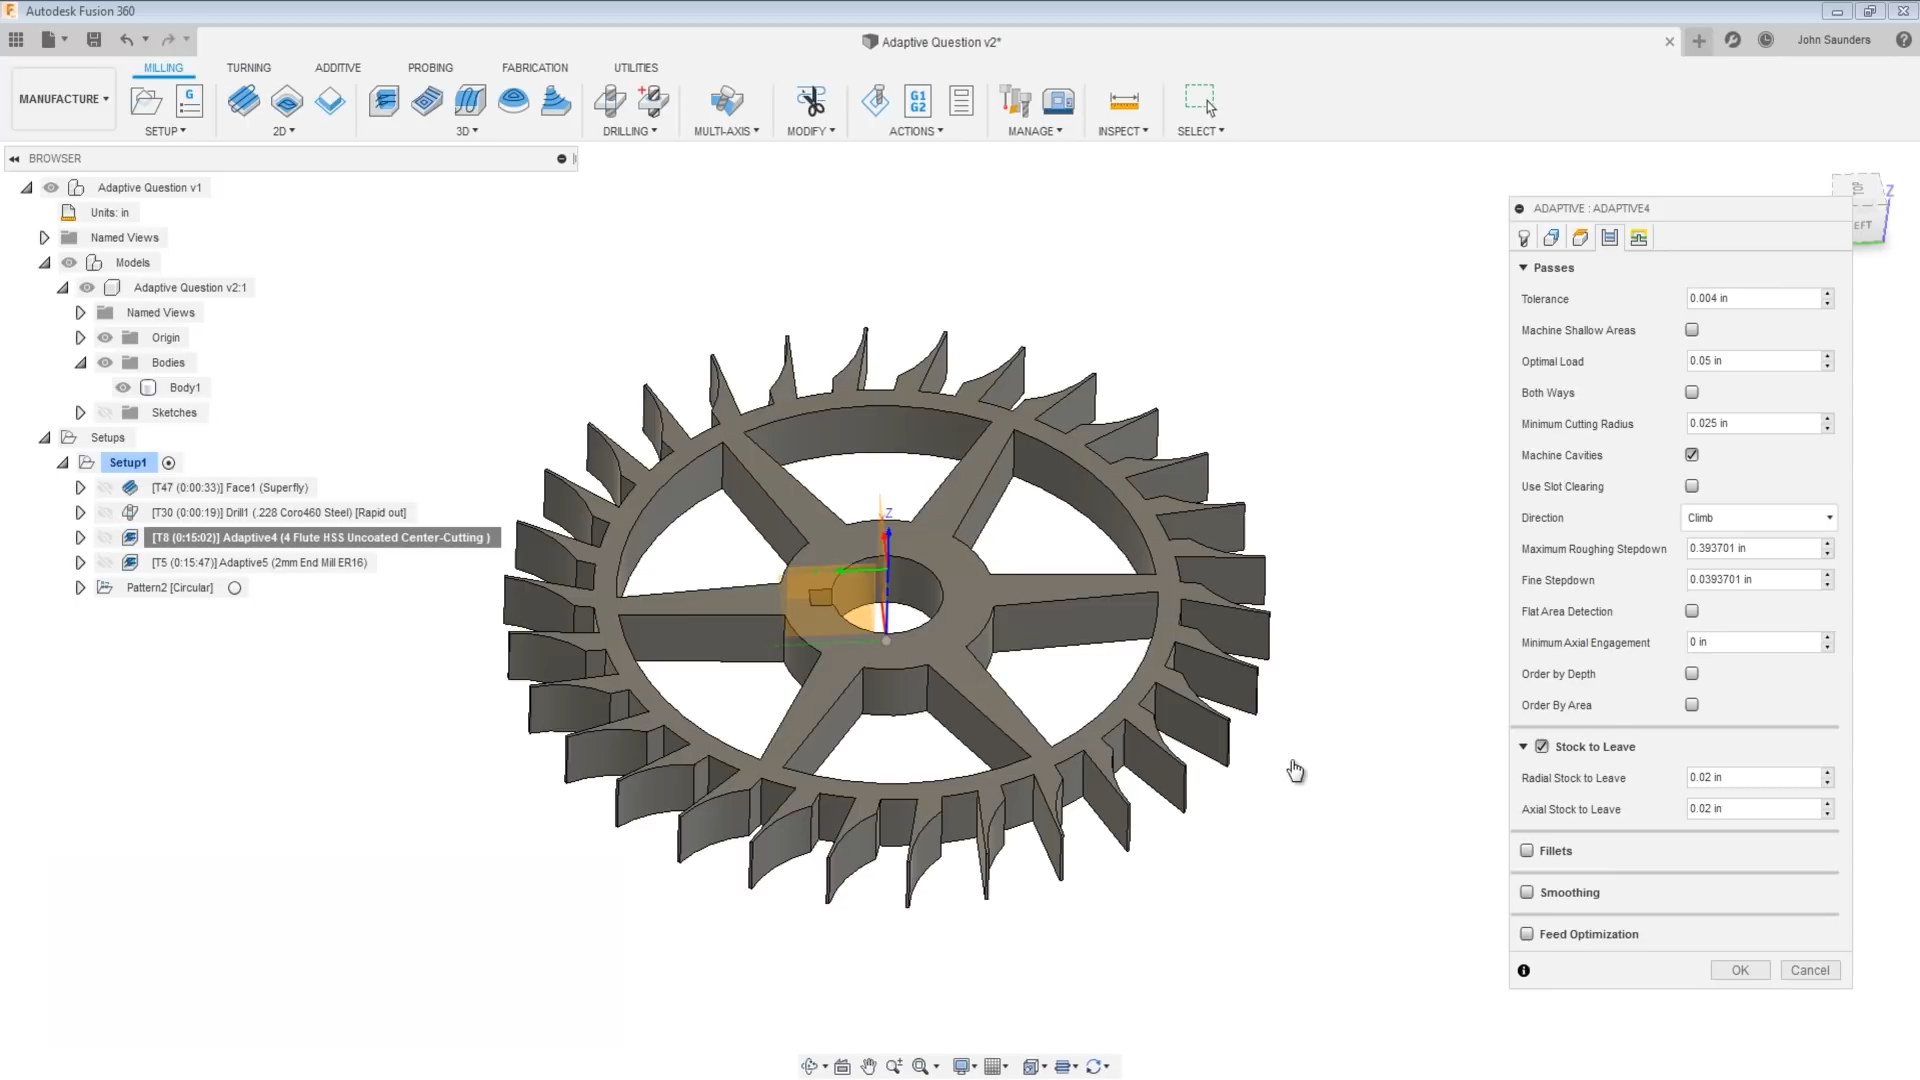 Autodesk Fusion 360
Adaptive Question v2*
John Saunders
MILLING TURNING ADDITIVE PROBING FABRICATION UTILITIES
MANUFACTURE
G
G1
G2
SETUP 2D 3D DRILLING MULTI-AXIS MODIFY ACTIONS MANAGE INSPECT SELECT
BROWSER
Adaptive Question v1
Units: in
Named Views
Models
Adaptive Question v2:1
Named Views
Origin
Bodies
Body1
Sketches
Setups
Setup1
[T47 (0:00:33)] Face1 (Superfly)
[T30 (0:00:19)] Drill1 (.228 Coro460 Steel) [Rapid out]
[T8 (0:15:02)] Adaptive4 (4 Flute HSS Uncoated Center-Cutting )
[T5 (0:15:47)] Adaptive5 (2mm End Mill ER16)
Pattern2 [Circular]
Z
TOP
Z
EFT
ADAPTIVE : ADAPTIVE4
Passes
Tolerance 0.004 in
Machine Shallow Areas
Optimal Load 0.05 in
Both Ways
Minimum Cutting Radius 0.025 in
Machine Cavities
Use Slot Clearing
Direction Climb
Maximum Roughing Stepdown 0.393701 in
Fine Stepdown 0.0393701 in
Flat Area Detection
Minimum Axial Engagement 0 in
Order by Depth
Order By Area
Stock to Leave
Radial Stock to Leave 0.02 in
Axial Stock to Leave 0.02 in
Fillets
Smoothing
Feed Optimization
OK Cancel